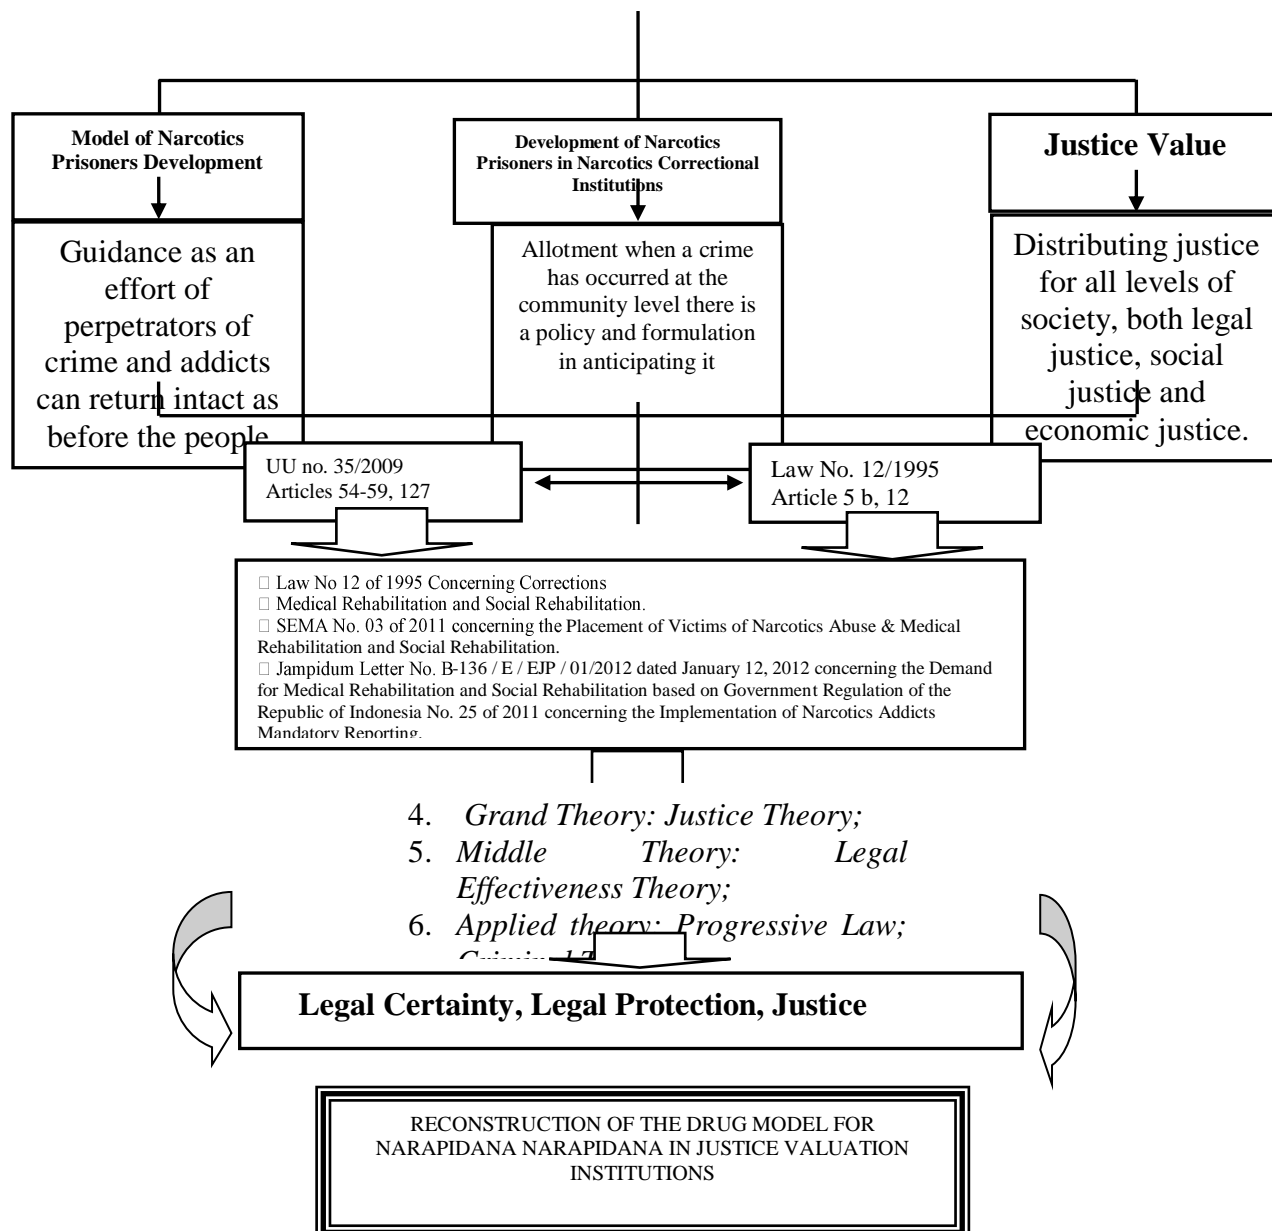 Model of Narcotics
Prisoners Development
Development of Narcotics
Prisoners in Narcotics Correctional
Institutions
Justice Value
Guidance as an
effort of
perpetrators of
crime and addicts
can return intact as
before the people
Allotment when a crime
has occurred at the
community level there is
a policy and formulation
in anticipating it
Distributing justice
for all levels of
society, both legal
justice, social
justice and
economic justice.
UU no. 35/2009
Articles 54-59, 127
Law No. 12/1995
Article 5 b, 12
□ Law No 12 of 1995 Concerning Corrections
□ Medical Rehabilitation and Social Rehabilitation.
□ SEMA No. 03 of 2011 concerning the Placement of Victims of Narcotics Abuse & Medical
Rehabilitation and Social Rehabilitation.
□ Jampidum Letter No. B-136 / E / EJP / 01/2012 dated January 12, 2012 concerning the Demand
for Medical Rehabilitation and Social Rehabilitation based on Government Regulation of the
Republic of Indonesia No. 25 of 2011 concerning the Implementation of Narcotics Addicts
Mandatory Reporting.
4. Grand Theory: Justice Theory;
5. Middle Theory: Legal
Effectiveness Theory;
6. Applied theory: Progressive Law;
Legal Certainty, Legal Protection, Justice
RECONSTRUCTION OF THE DRUG MODEL FOR
NARAPIDANA NARAPIDANA IN JUSTICE VALUATION
INSTITUTIONS